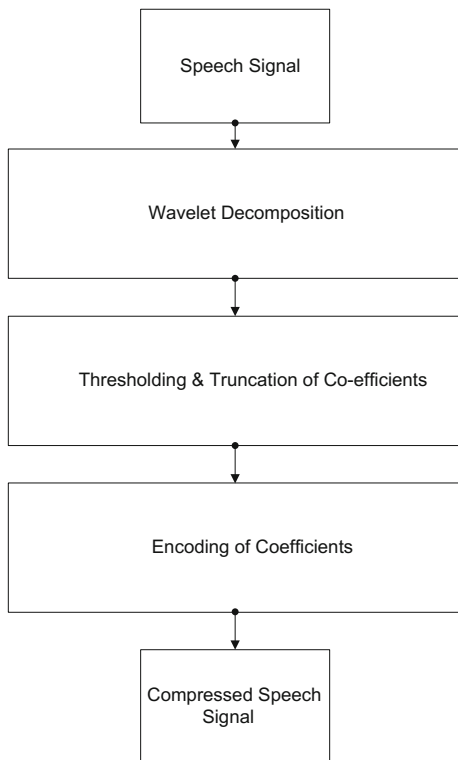 Speech Signal
Wavelet Decomposition
Thresholding & Truncation of Co-efficients
Encoding of Coefficients
Compressed Speech
Signal